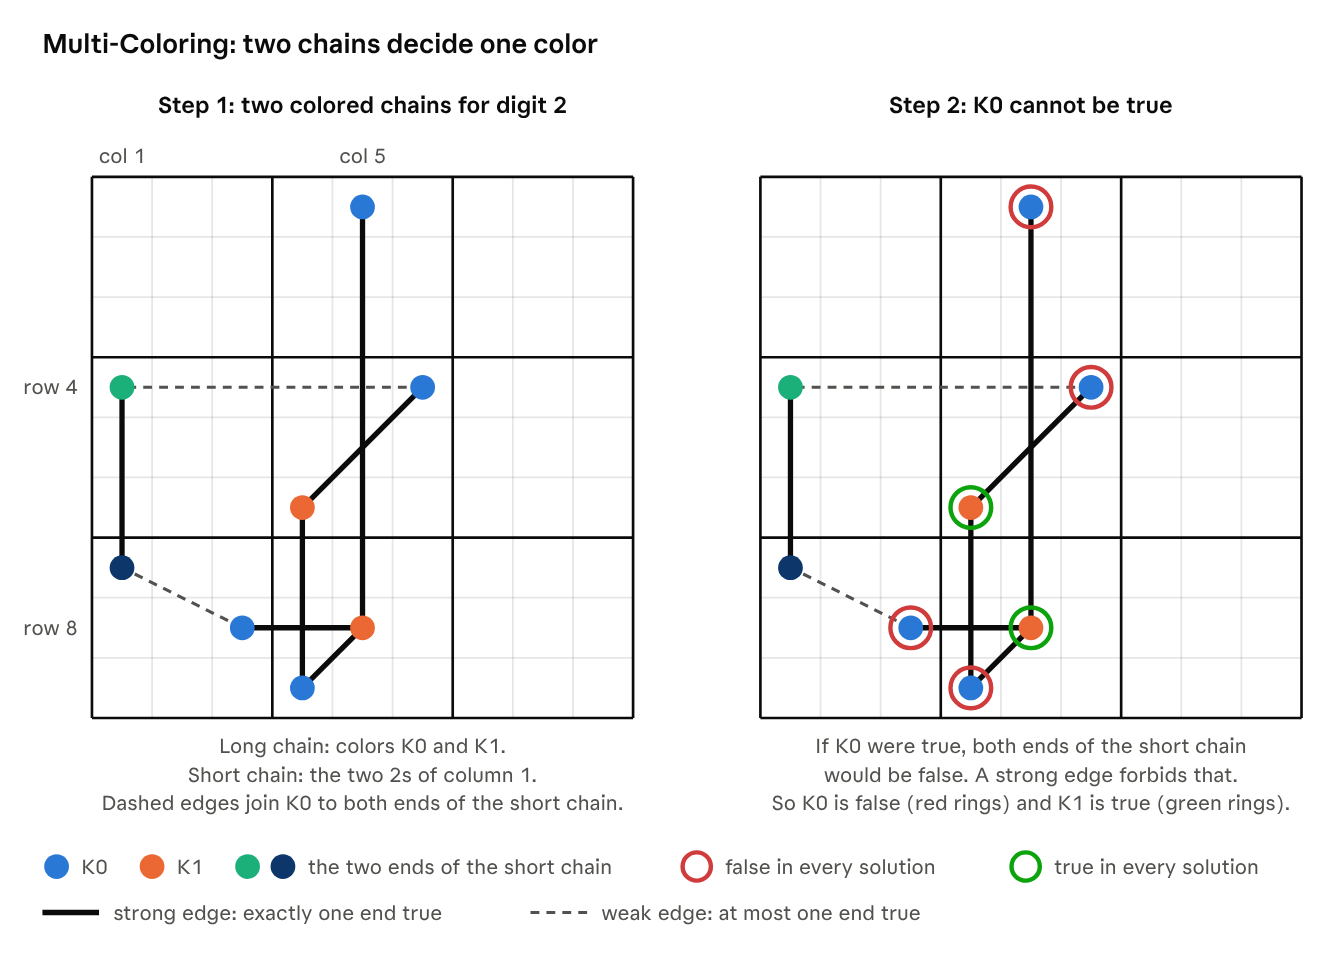 Multi-Coloring: two chains decide one color
Step 1: two colored chains for digit 2
Step 2: K0 cannot be true
col 1
col 5
row 4
row 8
Long chain: colors K0 and K1.
Short chain: the two 2s of column 1.
Dashed edges join K0 to both ends of the short chain.
If K0 were true, both ends of the short chain
would be false. A strong edge forbids that.
So K0 is false (red rings) and K1 is true (green rings).
K0
K1
the two ends of the short chain
false in every solution
true in every solution
strong edge: exactly one end true
weak edge: at most one end true